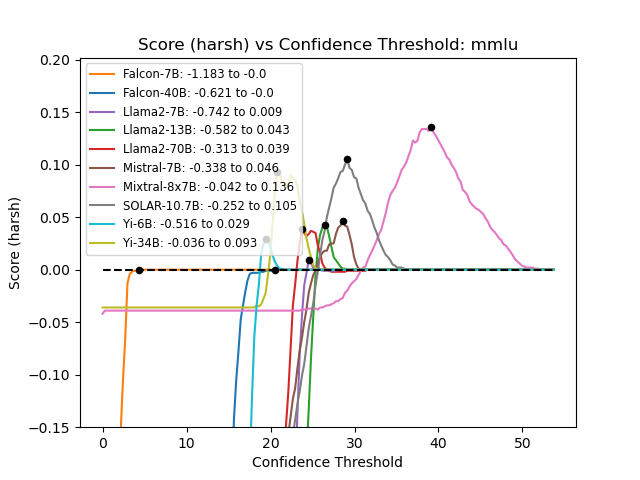 Score (harsh) vs Confidence Threshold: mmlu
0.20
0.15
0.10
0.05
0.00
−0.05
−0.10
−0.15
Score (harsh)
Falcon-7B: -1.183 to -0.0
Falcon-40B: -0.621 to -0.0
Llama2-7B: -0.742 to 0.009
Llama2-13B: -0.582 to 0.043
Llama2-70B: -0.313 to 0.039
Mistral-7B: -0.338 to 0.046
Mixtral-8x7B: -0.042 to 0.136
SOLAR-10.7B: -0.252 to 0.105
Yi-6B: -0.516 to 0.029
Yi-34B: -0.036 to 0.093
0 10 20 30 40 50
Confidence Threshold